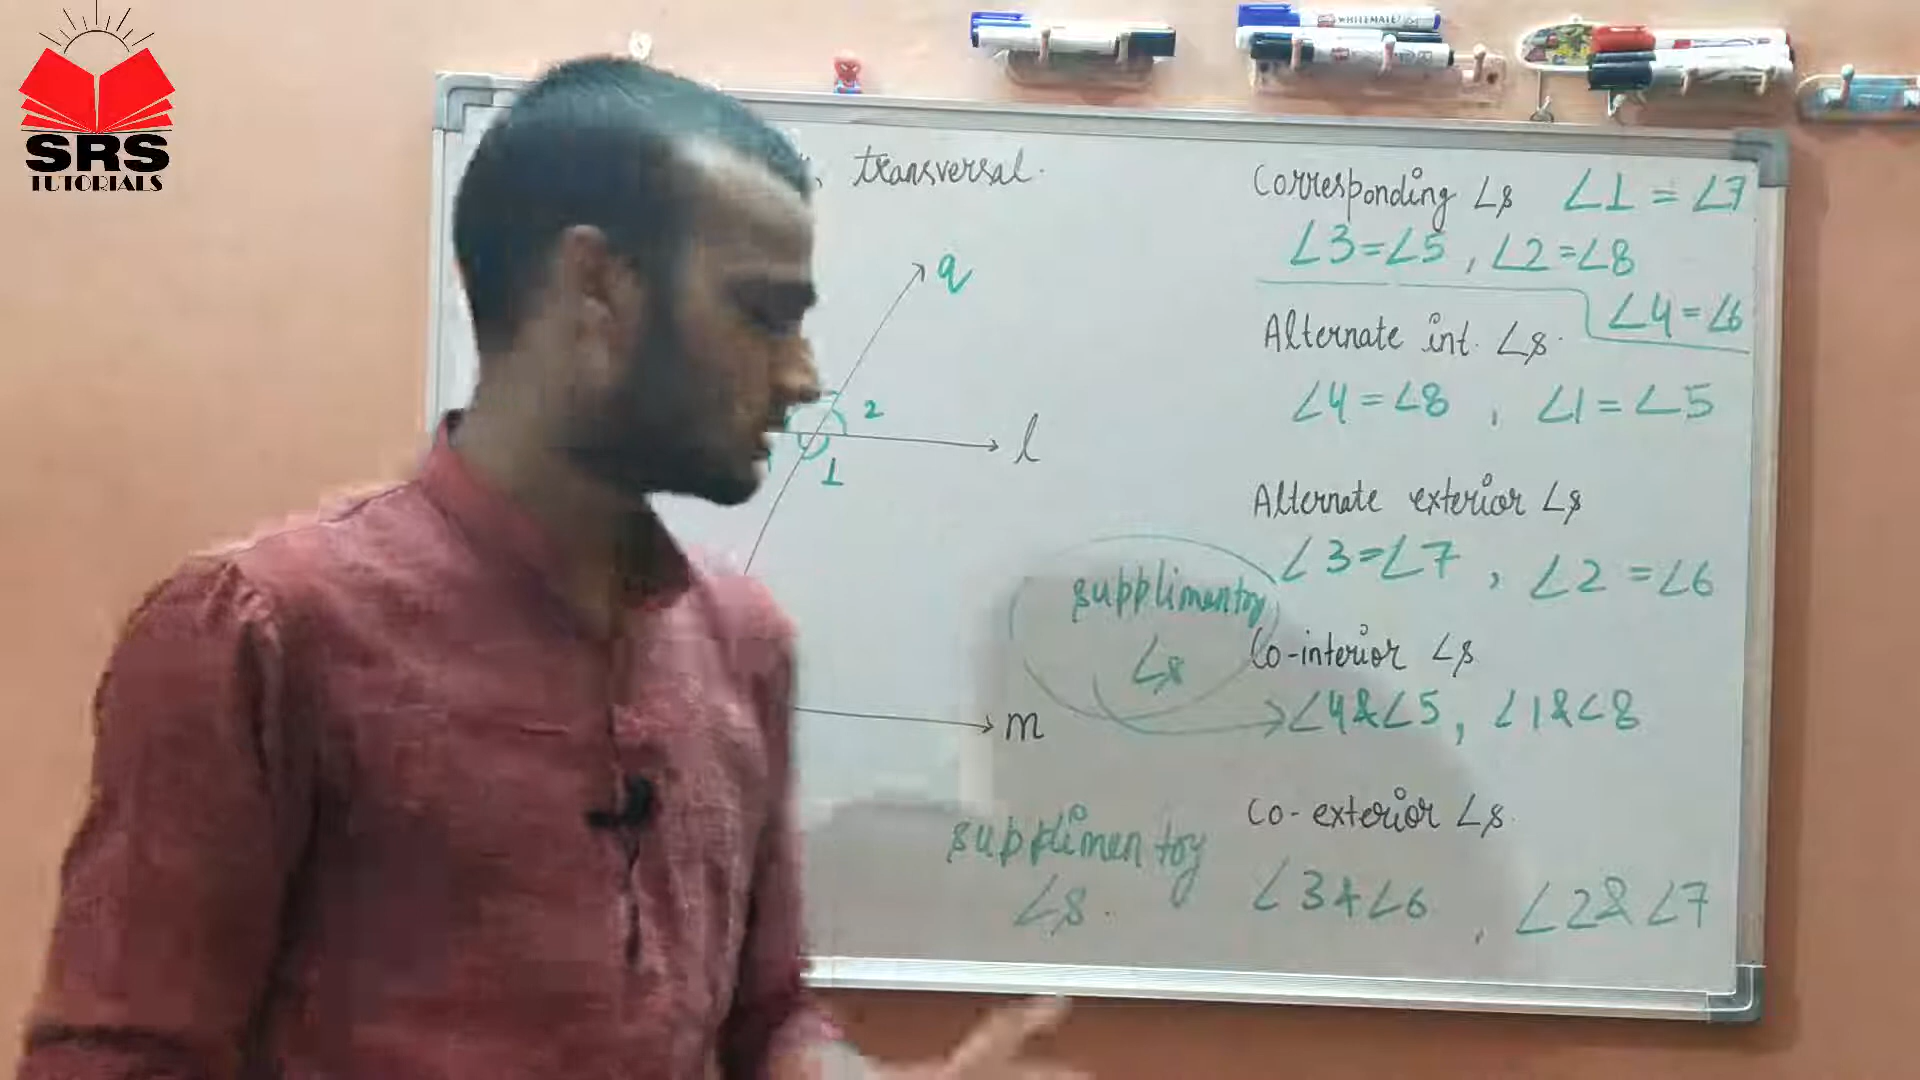 SRS
TUTORIALS
WHITEMATE
, transversal.
q
2
l
1
m
Corresponding ∠s ∠1 = ∠7
∠3=∠5 , ∠2=∠8
∠4=∠6
Alternate int. ∠s.
∠4=∠8 , ∠1=∠5
Alternate exterior ∠s
∠3=∠7 , ∠2=∠6
supplimentry
∠s
Co-interior ∠s
∠4&∠5, ∠1&∠8
Co-exterior ∠s.
supplimentry
∠s.
∠3&∠6 , ∠2&∠7